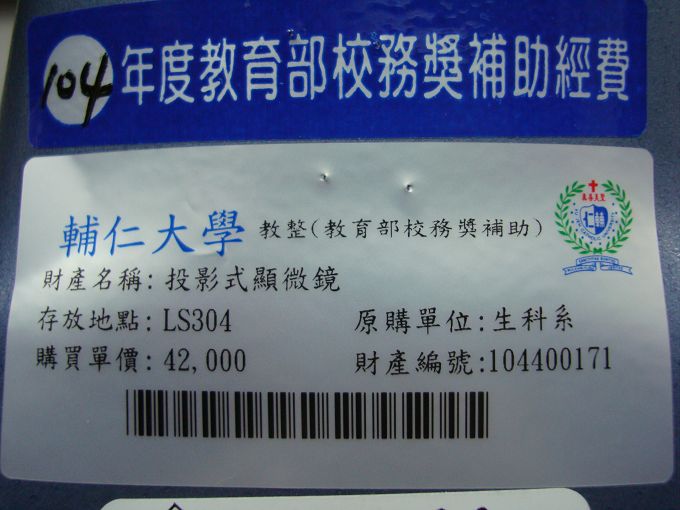 104年度教育部校務獎補助經費
輔仁大學 教整(教育部校務獎補助)
財產名稱: 投影式顯微鏡
存放地點: LS304 原購單位: 生科系
購買單價: 42,000 財產編號:104400171